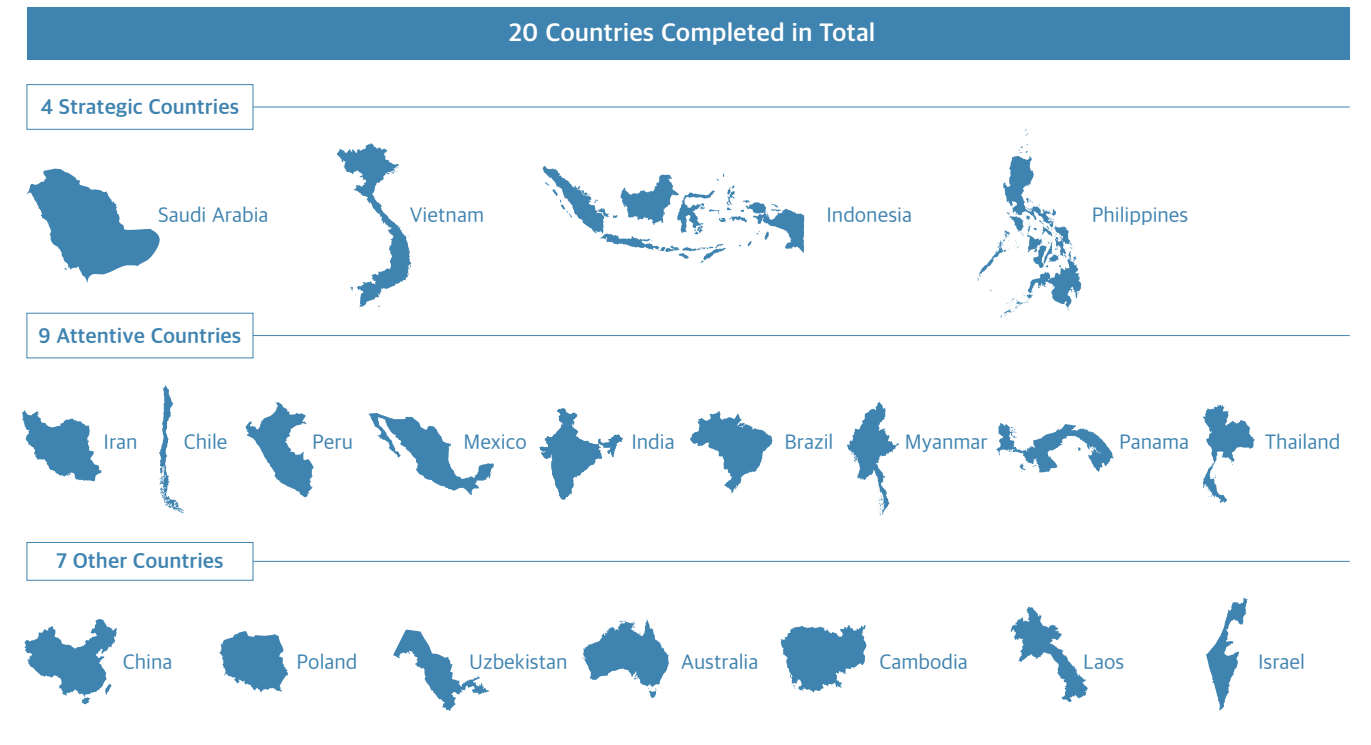 20 Countries Completed in Total
4 Strategic Countries
Saudi Arabia
Vietnam
Indonesia
Philippines
9 Attentive Countries
Iran
Chile
Peru
Mexico
India
Brazil
Myanmar
Panama
Thailand
7 Other Countries
China
Poland
Uzbekistan
Australia
Cambodia
Laos
Israel